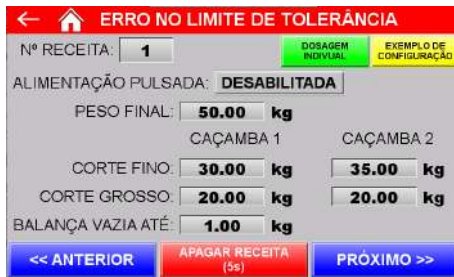 ERRO NO LIMITE DE TOLERÂNCIA
Nº RECEITA: 1
DOSAGEM
INDIVUAL
EXEMPLO DE
CONFIGURAÇÃO
ALIMENTAÇÃO PULSADA: DESABILITADA
PESO FINAL: 50.00 kg
CAÇAMBA 1 CAÇAMBA 2
CORTE FINO: 30.00 kg 35.00 kg
CORTE GROSSO: 20.00 kg 20.00 kg
BALANÇA VAZIA ATÉ: 1.00 kg
<< ANTERIOR
APAGAR RECEITA
(5s)
PRÓXIMO >>